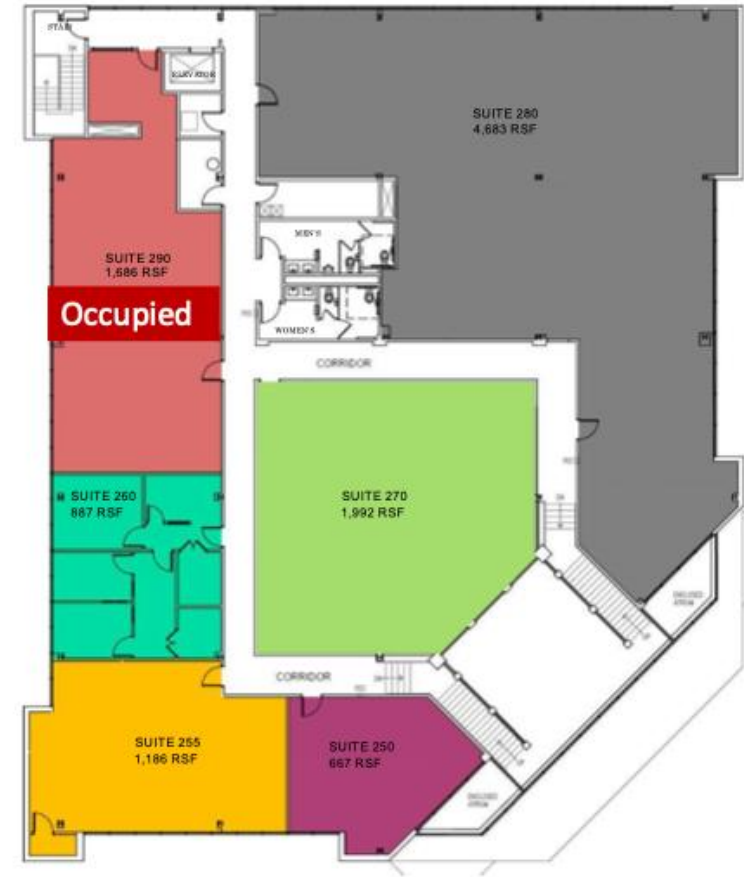 STAIR
ELEVATOR
SUITE 280
4,683 RSF
MEN'S
SUITE 290
1,686 RSF
Occupied
WOMEN'S
CORRIDOR
SUITE 260
887 RSF
SUITE 270
1,992 RSF
CORRIDOR
SUITE 255
1,186 RSF
SUITE 250
667 RSF